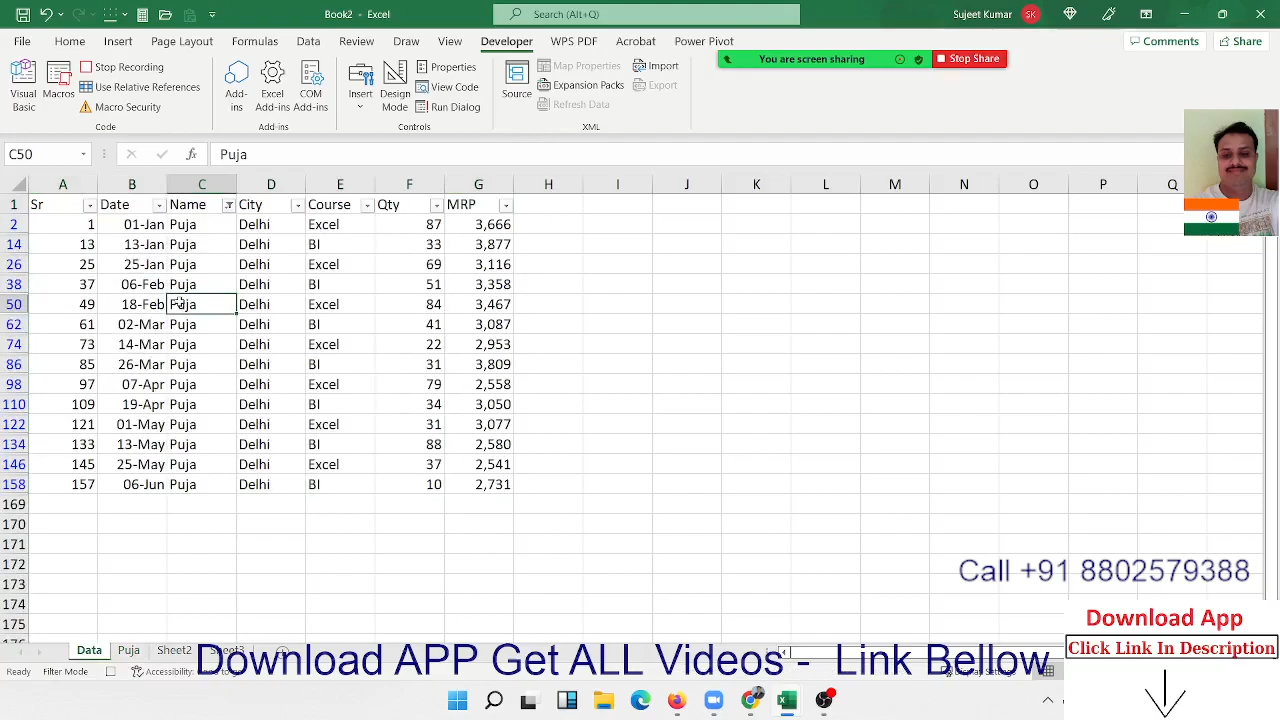 Book2 - Excel
Search (Alt+Q)
Sujeet Kumar
SK
File Home Insert Page Layout Formulas Data Review View Draw Developer WPS PDF Acrobat Power Pivot
Comments Share
You are screen sharing Stop Share
Visual Basic
Macros
Stop Recording
Use Relative References
Macro Security
Code
Add-ins
Excel Add-ins
COM Add-ins
Add-ins
Insert
Design Mode
Properties
View Code
Run Dialog
Controls
Source
Map Properties
Expansion Packs
Refresh Data
Import
Export
XML
C50 fx Puja
A B C D E F G H I J K L M N O P Q
1 Sr Date Name City Course Qty MRP
2 1 01-Jan Puja Delhi Excel 87 3,666
14 13 13-Jan Puja Delhi BI 33 3,877
26 25 25-Jan Puja Delhi Excel 69 3,116
38 37 06-Feb Puja Delhi BI 51 3,358
50 49 18-Feb Puja Delhi Excel 84 3,467
62 61 02-Mar Puja Delhi BI 41 3,087
74 73 14-Mar Puja Delhi Excel 22 2,953
86 85 26-Mar Puja Delhi BI 31 3,809
98 97 07-Apr Puja Delhi Excel 79 2,558
110 109 19-Apr Puja Delhi BI 34 3,050
122 121 01-May Puja Delhi Excel 31 3,077
134 133 13-May Puja Delhi BI 88 2,580
146 145 25-May Puja Delhi Excel 37 2,541
158 157 06-Jun Puja Delhi BI 10 2,731
169
170
171
172
173
174
175
Call +91 8802579388
Download App
Click Link In Description
Data Puja Sheet2 Sheet3
Download APP Get ALL Videos - Link Bellow
Ready Filter Mode Accessibility: